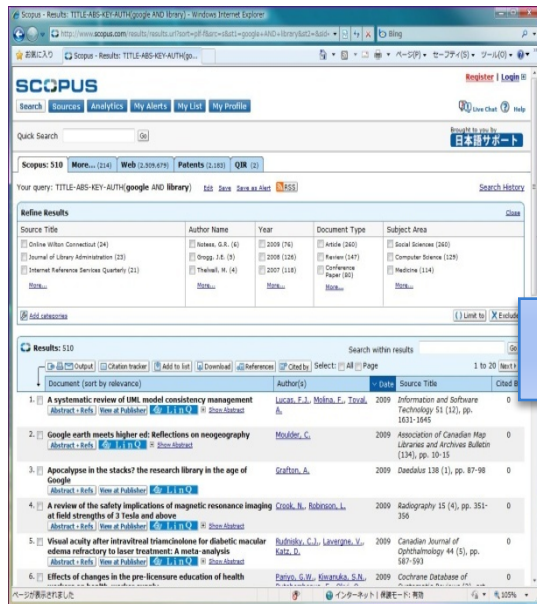 Scopus - Results: TITLE-ABS-KEY-AUTH(google AND library) - Windows Internet Explorer
http://www.scopus.com/results/results.url?sort=plf-f&src=s&st1=google+AND+library&st2=&sdd=
Bing
お気に入り
Scopus - Results: TITLE-ABS-KEY-AUTH(go...
ページ(P) セーフティ(S) ツール(O)
SCOPUS
Register | Login
Search Sources Analytics My Alerts My List My Profile
Live Chat Help
Quick Search Go
Brought to you by
日本語サポート
Scopus: 510 More... (214) Web (2,505,679) Patents (2,163) QIR (2)
Your query: TITLE-ABS-KEY-AUTH(google AND library) Edit Save Save as Alert RSS Search History
Refine Results Close
Source Title Author Name Year Document Type Subject Area
Online Wilton Connecticut (24) Notess, G.R. (6) 2009 (76) Article (260) Social Sciences (260)
Journal of Library Administration (23) Grogg, J.E. (5) 2008 (126) Review (147) Computer Science (129)
Internet Reference Services Quarterly (21) Thelwall, M. (4) 2007 (118) Conference Paper (80) Medicine (114)
More... More... More... More... More...
Add categories Limit to Exclude
Results: 510 Search within results Go
Output Citation tracker Add to list Download References Cited by Select: All Page 1 to 20 Next
Document (sort by relevance) Author(s) Date Source Title Cited B
1. A systematic review of UML model consistency management Lucas, F.J., Molina, F., Toval, A. 2009 Information and Software Technology 51 (12), pp. 1631-1645 0
Abstract + Refs View at Publisher LinQ Show Abstract
2. Google earth meets higher ed: Reflections on neogeography Moulder, C. 2009 Association of Canadian Map Libraries and Archives Bulletin (134), pp. 10-15 0
Abstract + Refs LinQ Show Abstract
3. Apocalypse in the stacks? the research library in the age of Google Grafton, A. 2009 Daedalus 138 (1), pp. 87-98 0
Abstract + Refs View at Publisher LinQ
4. A review of the safety implications of magnetic resonance imaging at field strengths of 3 Tesla and above Crook, N., Robinson, L. 2009 Radiography 15 (4), pp. 351-356 0
Abstract + Refs View at Publisher LinQ Show Abstract
5. Visual acuity after intravitreal triamcinolone for diabetic macular edema refractory to laser treatment: A meta-analysis Rudnisky, C.J., Lavergne, V., Katz, D. 2009 Canadian Journal of Ophthalmology 44 (5), pp. 587-593 0
Abstract + Refs View at Publisher LinQ Show Abstract
6. Effects of changes in the pre-licensure education of health Pariyo, G.W., Kiwanuka, S.N., 2009 Cochrane Database of 0
ページが表示されました インターネット | 保護モード: 有効 105%